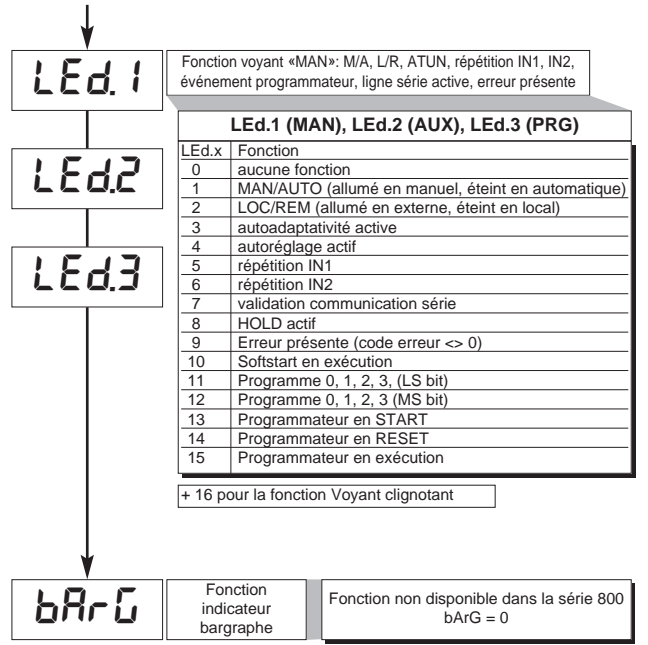 LEd.1
Fonction voyant «MAN»: M/A, L/R, ATUN, répétition IN1, IN2,
événement programmateur, ligne série active, erreur présente
LEd.1 (MAN), LEd.2 (AUX), LEd.3 (PRG)
LEd.x Fonction
0 aucune fonction
1 MAN/AUTO (allumé en manuel, éteint en automatique)
2 LOC/REM (allumé en externe, éteint en local)
3 autoadaptativité active
4 autoréglage actif
5 répétition IN1
6 répétition IN2
7 validation communication série
8 HOLD actif
9 Erreur présente (code erreur <> 0)
10 Softstart en exécution
11 Programme 0, 1, 2, 3, (LS bit)
12 Programme 0, 1, 2, 3 (MS bit)
13 Programmateur en START
14 Programmateur en RESET
15 Programmateur en exécution
+ 16 pour la fonction Voyant clignotant
LEd.2
LEd.3
bArG
Fonction
indicateur
bargraphe
Fonction non disponible dans la série 800
bArG = 0